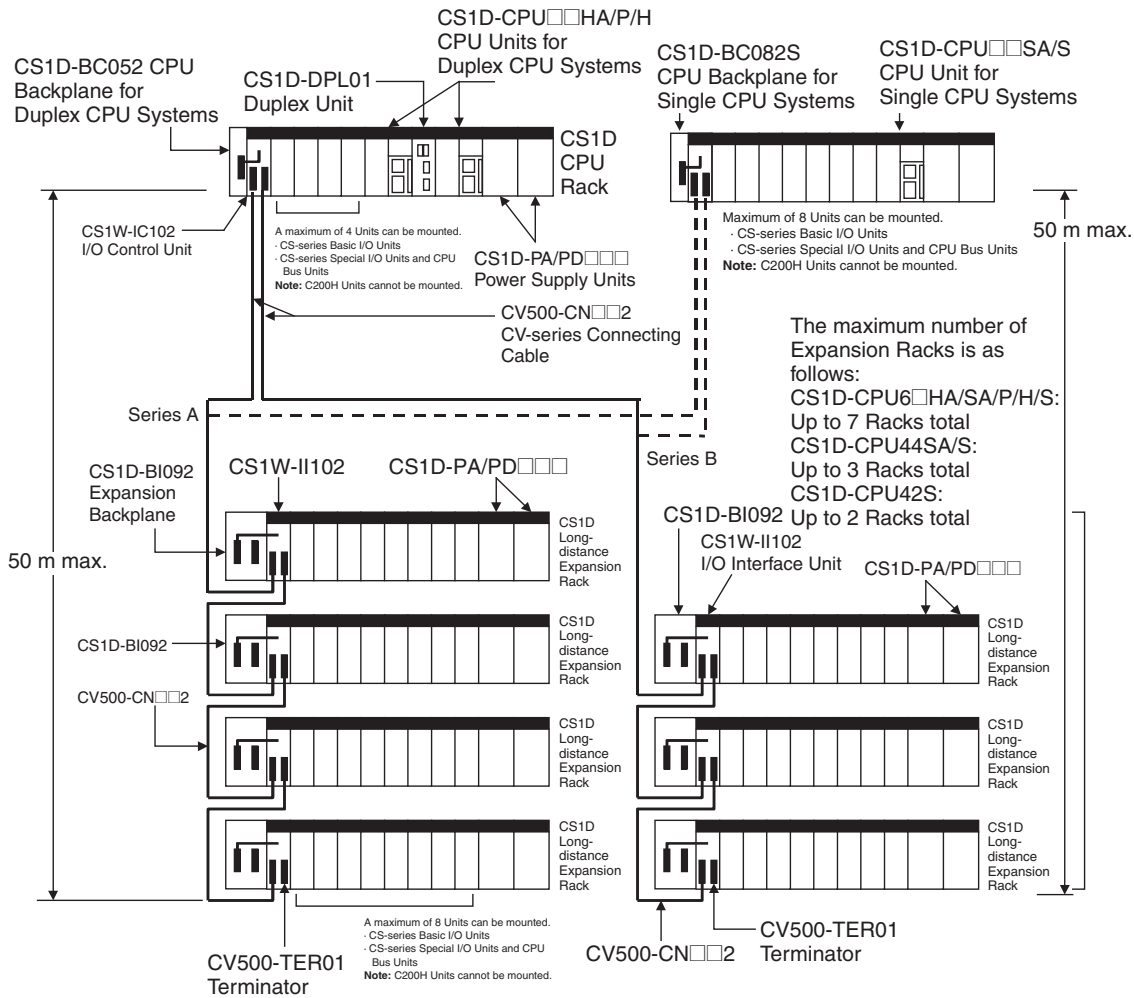 CS1D-BC052 CPU
Backplane for
Duplex CPU Systems
CS1D-DPL01
Duplex Unit
CS1D-CPU□□HA/P/H
CPU Units for
Duplex CPU Systems
CS1D
CPU
Rack
CS1D-BC082S
CPU Backplane for
Single CPU Systems
CS1D-CPU□□SA/S
CPU Unit for
Single CPU Systems
CS1W-IC102
I/O Control Unit
A maximum of 4 Units can be mounted.
· CS-series Basic I/O Units
· CS-series Special I/O Units and CPU
Bus Units
Note: C200H Units cannot be mounted.
CS1D-PA/PD□□□
Power Supply Units
Maximum of 8 Units can be mounted.
· CS-series Basic I/O Units
· CS-series Special I/O Units and CPU Bus Units
Note: C200H Units cannot be mounted.
50 m max.
CV500-CN□□2
CV-series Connecting
Cable
The maximum number of
Expansion Racks is as
follows:
CS1D-CPU6□HA/SA/P/H/S:
Up to 7 Racks total
CS1D-CPU44SA/S:
Up to 3 Racks total
CS1D-CPU42S:
Up to 2 Racks total
Series A
Series B
50 m max.
CS1D-BI092
Expansion
Backplane
CS1W-II102
CS1D-PA/PD□□□
CS1D
Long-
distance
Expansion
Rack
CS1D-BI092
CS1W-II102
I/O Interface Unit
CS1D-PA/PD□□□
CS1D-BI092
CS1D
Long-
distance
Expansion
Rack
CS1D
Long-
distance
Expansion
Rack
CV500-CN□□2
CS1D
Long-
distance
Expansion
Rack
CS1D
Long-
distance
Expansion
Rack
CS1D
Long-
distance
Expansion
Rack
CS1D
Long-
distance
Expansion
Rack
CV500-TER01
Terminator
A maximum of 8 Units can be mounted.
· CS-series Basic I/O Units
· CS-series Special I/O Units and CPU
Bus Units
Note: C200H Units cannot be mounted.
CV500-CN□□2
CV500-TER01
Terminator